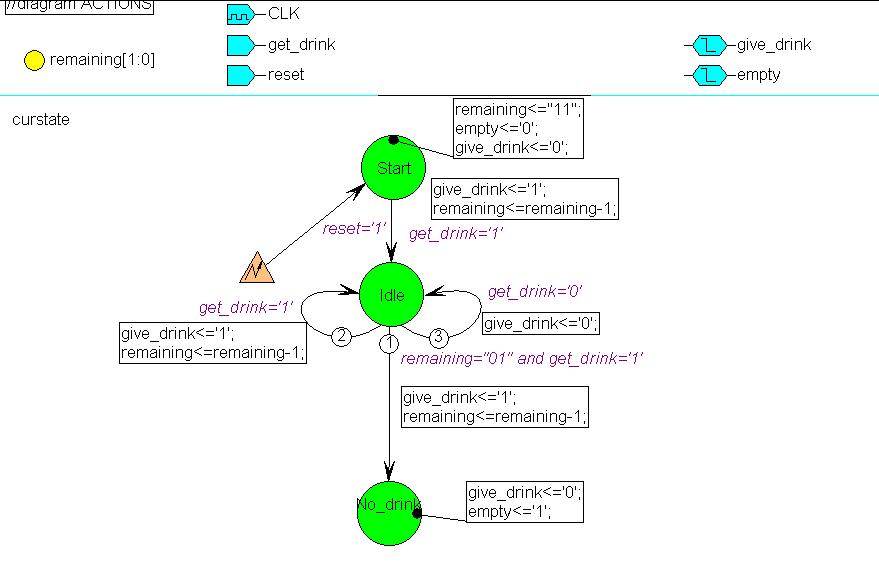 //diagram ACTIONS
CLK
remaining[1:0]
get_drink
give_drink
reset
empty
curstate
remaining<="11";
empty<='0';
give_drink<='0';
Start
give_drink<='1';
remaining<=remaining-1;
reset='1'
get_drink='1'
Idle
get_drink='1'
get_drink='0'
give_drink<='1';
remaining<=remaining-1;
2
1
3
give_drink<='0';
remaining="01" and get_drink='1'
give_drink<='1';
remaining<=remaining-1;
No_drink
give_drink<='0';
empty<='1';